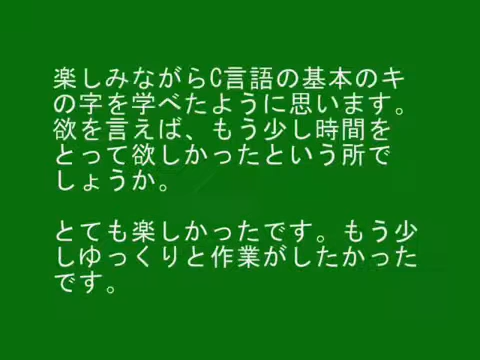 楽しみながらC言語の基本のキ
の字を学べたように思います。
欲を言えば、もう少し時間を
とって欲しかったという所で
しょうか。
とても楽しかったです。もう少
しゆっくりと作業がしたかった
です。